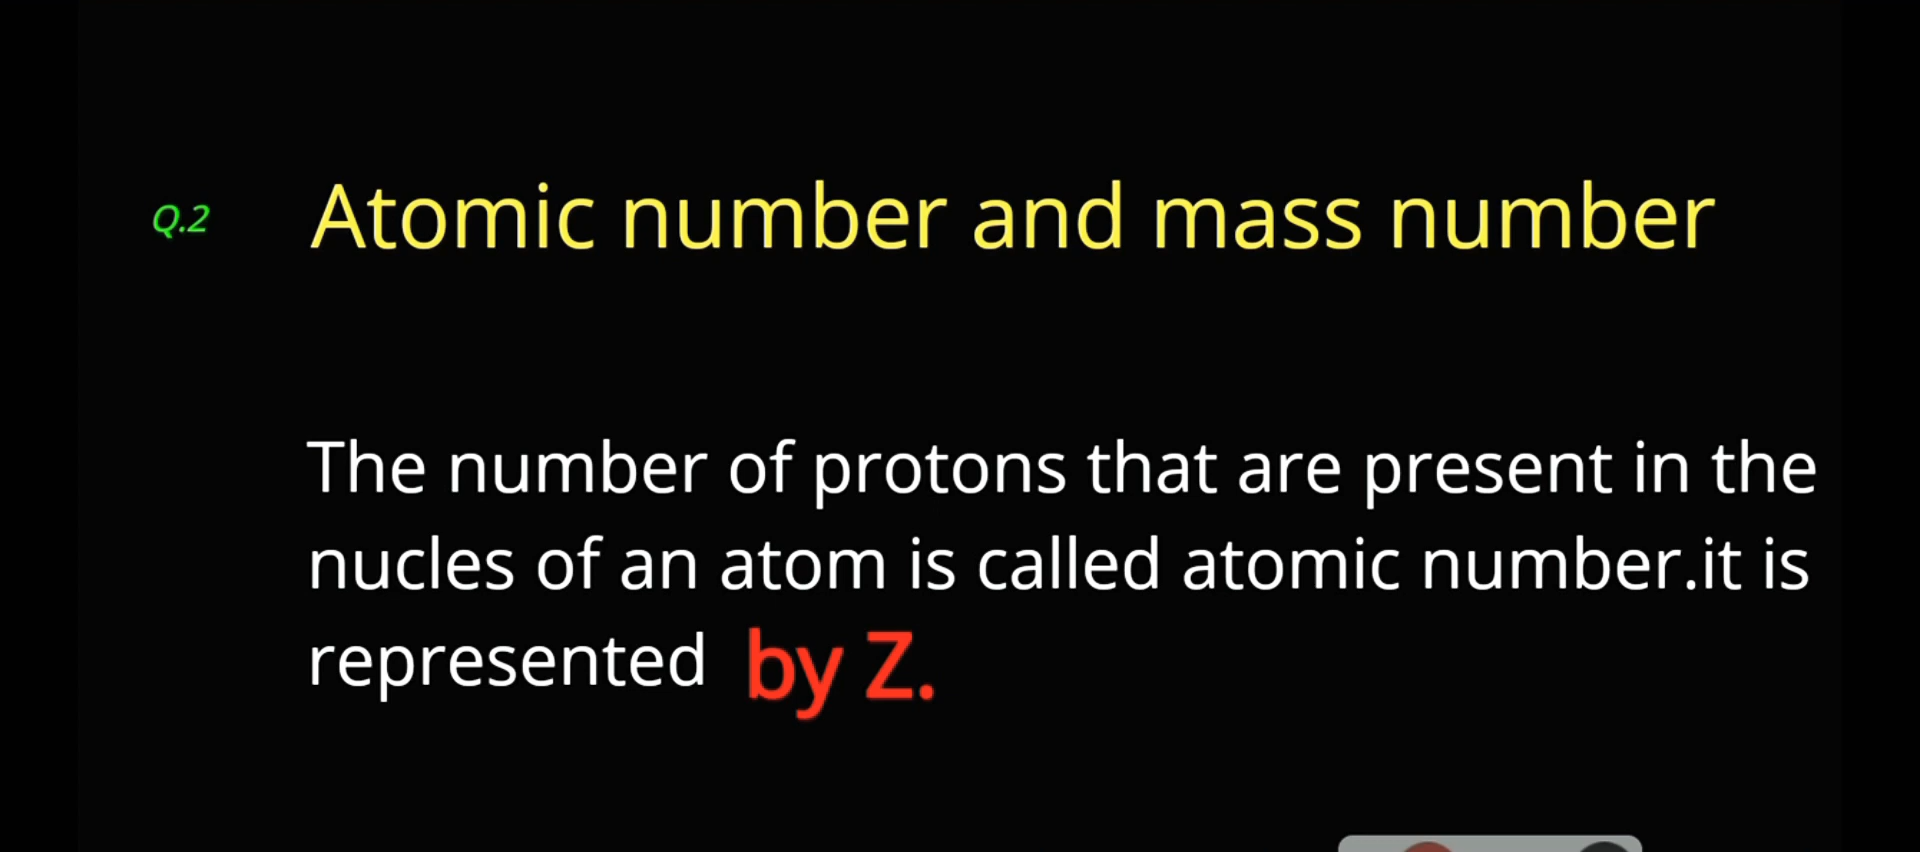 Q.2 Atomic number and mass number
The number of protons that are present in the
nucles of an atom is called atomic number.it is
represented by Z.